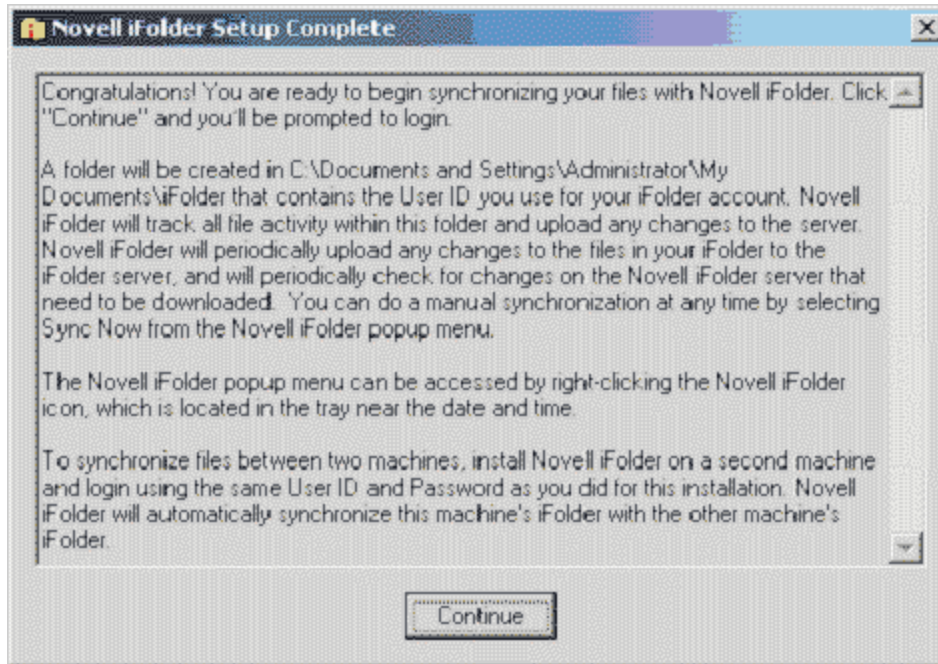 Novell iFolder Setup Complete
Congratulations! You are ready to begin synchronizing your files with Novell iFolder. Click
"Continue" and you'll be prompted to login.
A folder will be created in C:\Documents and Settings\Administrator\My
Documents\iFolder that contains the User ID you use for your iFolder account. Novell
iFolder will track all file activity within this folder and upload any changes to the server.
Novell iFolder will periodically upload any changes to the files in your iFolder to the
iFolder server, and will periodically check for changes on the Novell iFolder server that
need to be downloaded. You can do a manual synchronization at any time by selecting
Sync Now from the Novell iFolder popup menu.
The Novell iFolder popup menu can be accessed by right-clicking the Novell iFolder
icon, which is located in the tray near the date and time.
To synchronize files between two machines, install Novell iFolder on a second machine
and login using the same User ID and Password as you did for this installation. Novell
iFolder will automatically synchronize this machine's iFolder with the other machine's
iFolder.
Continue